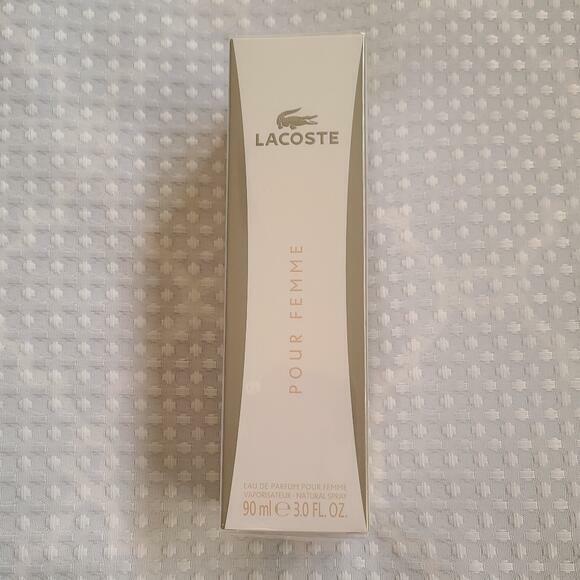 LACOSTE
POUR FEMME
EAU DE PARFUM POUR FEMME
VAPORISATEUR · NATURAL SPRAY
90 ml ℮ 3.0 FL. OZ.